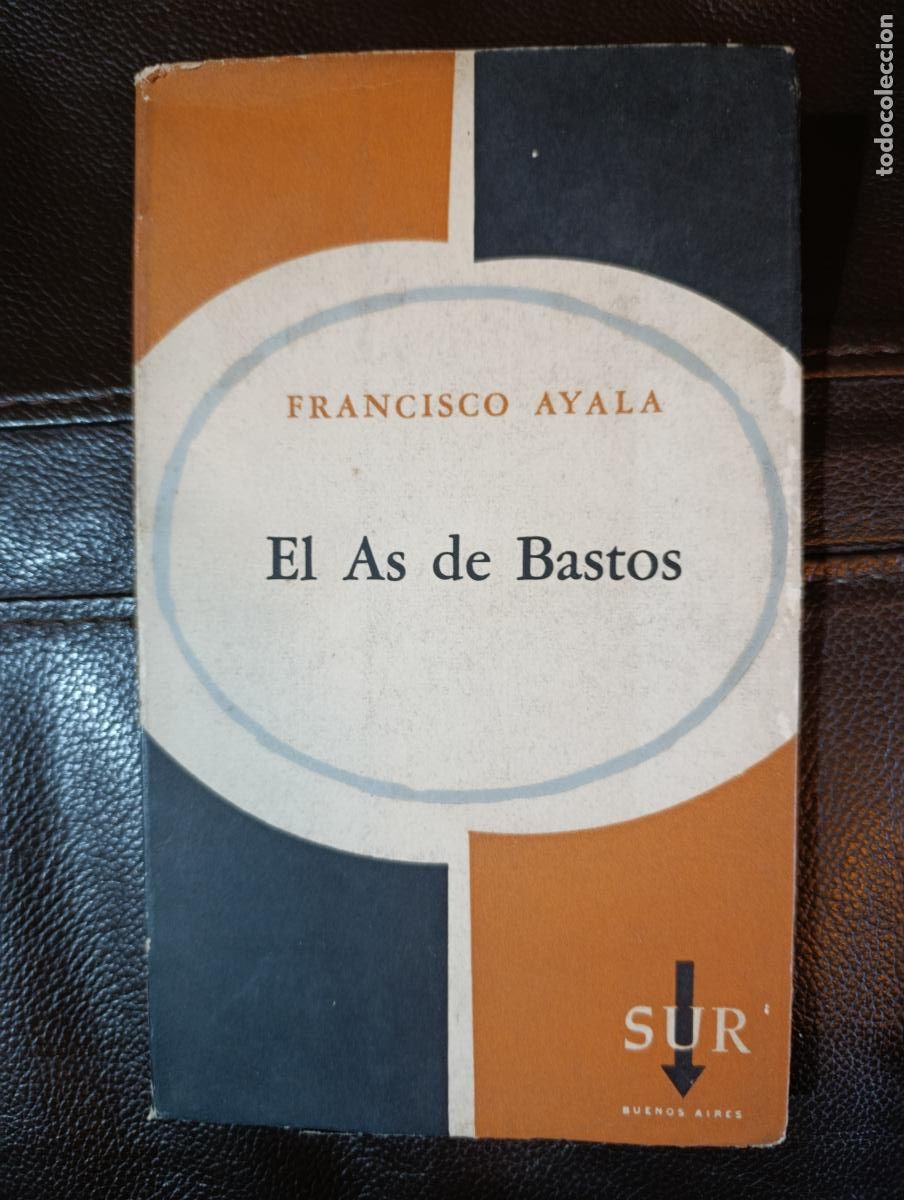 todocoleccion
FRANCISCO AYALA
El As de Bastos
SUR
BUENOS AIRES